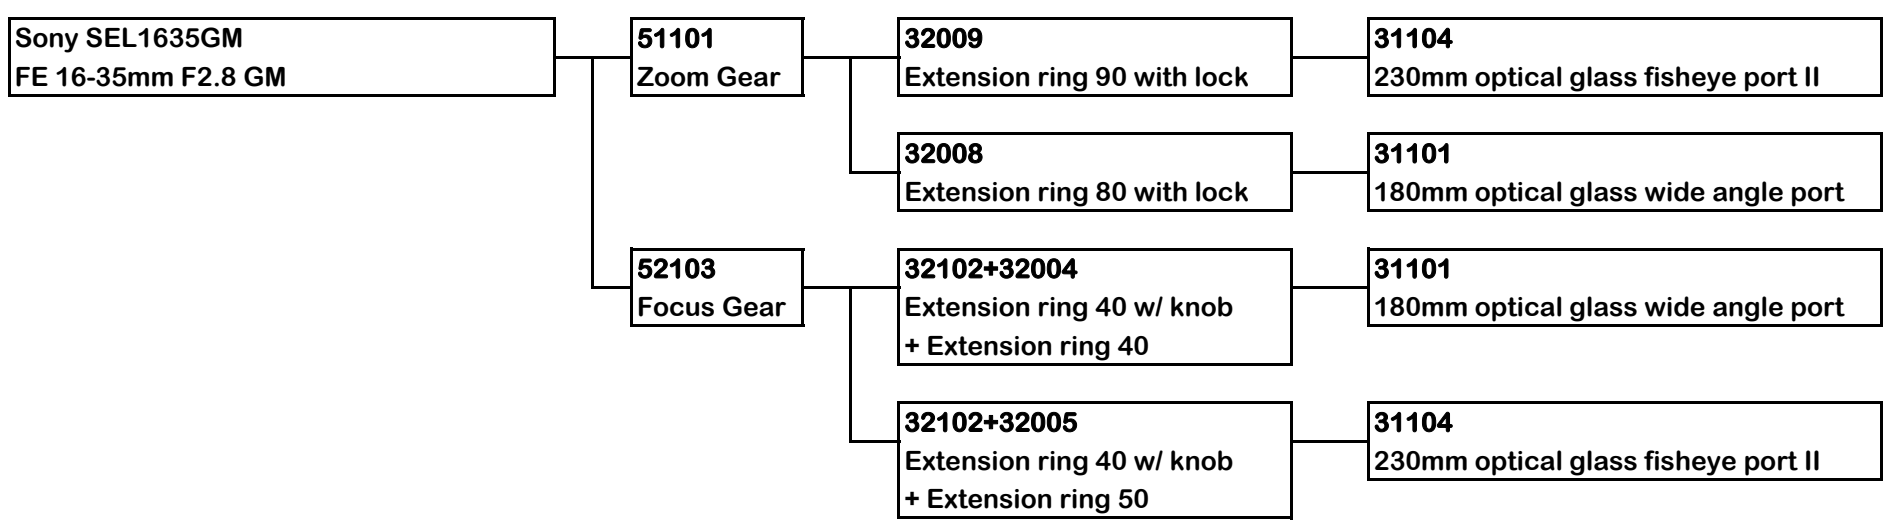 Sony SEL1635GM
FE 16-35mm F2.8 GM
51101
Zoom Gear
32009
Extension ring 90 with lock
31104
230mm optical glass fisheye port II
32008
Extension ring 80 with lock
31101
180mm optical glass wide angle port
52103
Focus Gear
32102+32004
Extension ring 40 w/ knob
+ Extension ring 40
31101
180mm optical glass wide angle port
32102+32005
Extension ring 40 w/ knob
+ Extension ring 50
31104
230mm optical glass fisheye port II